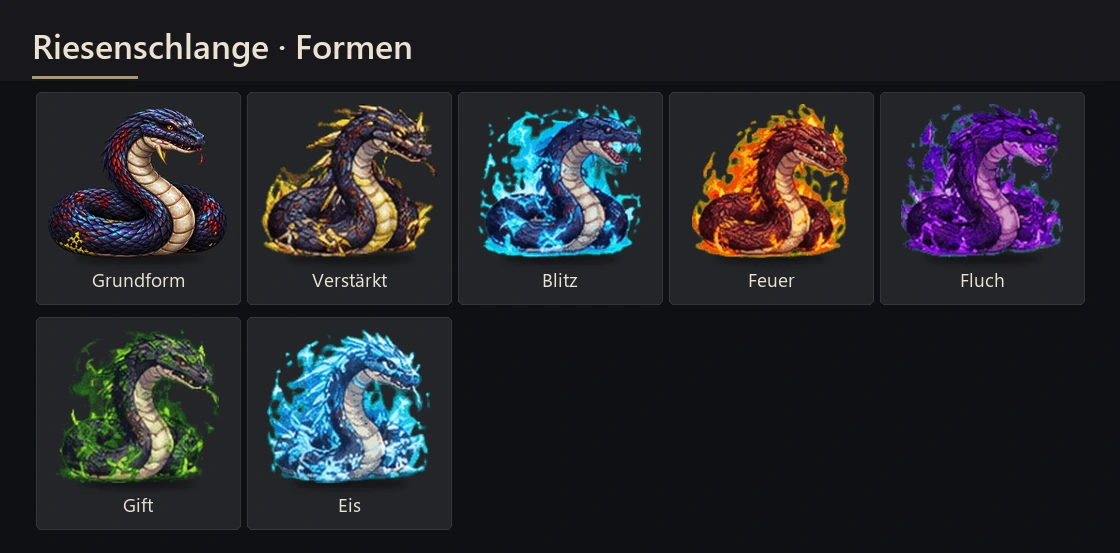 Riesenschlange · Formen
Grundform
Verstärkt
Blitz
Feuer
Fluch
Gift
Eis